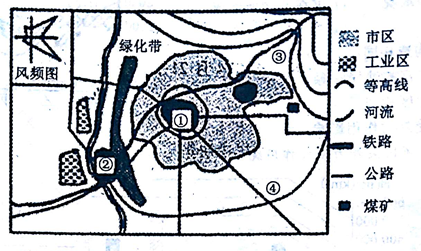 绿化带
风频图
①
②
③
④
市区
工业区
等高线
河流
铁路
公路
煤矿